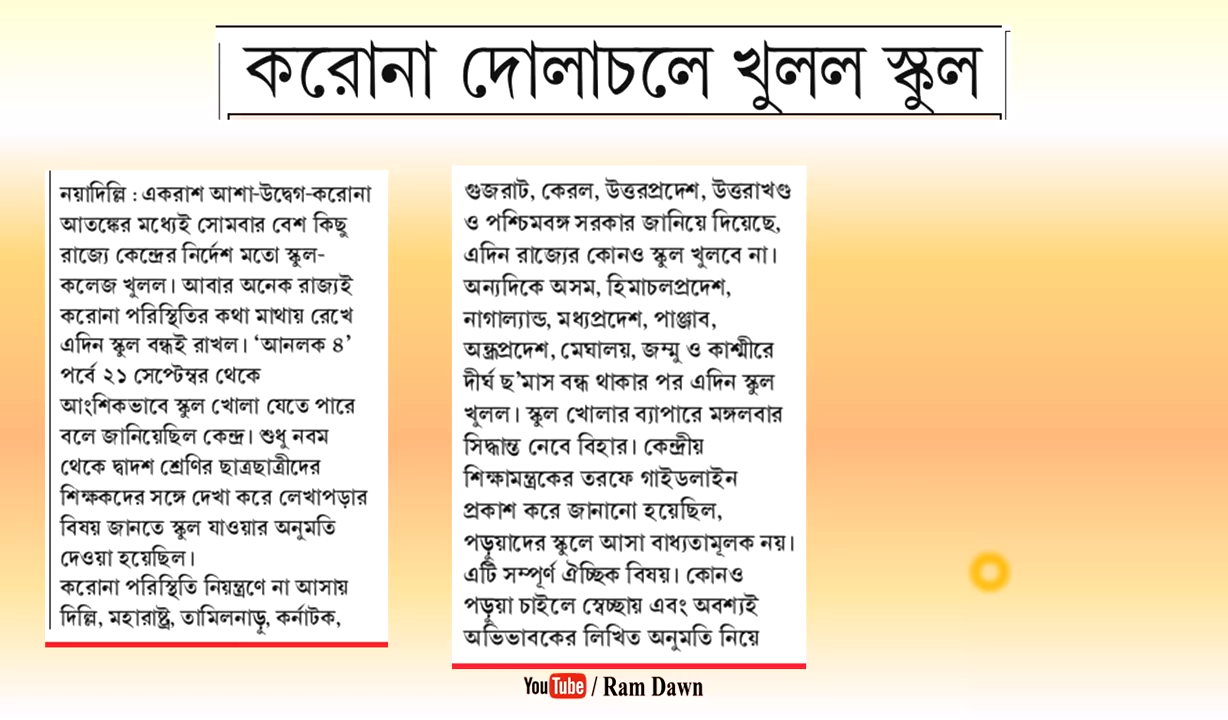 করোনা দোলাচলে খুলল স্কুল
নয়াদিল্লি : একরাশ আশা-উদ্বেগ-করোনা
আতঙ্কের মধ্যেই সোমবার বেশ কিছু
রাজ্যে কেন্দ্রের নির্দেশ মতো স্কুল-
কলেজ খুলল। আবার অনেক রাজ্যই
করোনা পরিস্থিতির কথা মাথায় রেখে
এদিন স্কুল বন্ধই রাখল। ‘আনলক ৪’
পর্বে ২১ সেপ্টেম্বর থেকে
আংশিকভাবে স্কুল খোলা যেতে পারে
বলে জানিয়েছিল কেন্দ্র। শুধু নবম
থেকে দ্বাদশ শ্রেণির ছাত্রছাত্রীদের
শিক্ষকদের সঙ্গে দেখা করে লেখাপড়ার
বিষয় জানতে স্কুল যাওয়ার অনুমতি
দেওয়া হয়েছিল।
করোনা পরিস্থিতি নিয়ন্ত্রণে না আসায়
দিল্লি, মহারাষ্ট্র, তামিলনাড়ু, কর্নাটক,
গুজরাট, কেরল, উত্তরপ্রদেশ, উত্তরাখণ্ড
ও পশ্চিমবঙ্গ সরকার জানিয়ে দিয়েছে,
এদিন রাজ্যের কোনও স্কুল খুলবে না।
অন্যদিকে অসম, হিমাচলপ্রদেশ,
নাগাল্যান্ড, মধ্যপ্রদেশ, পাঞ্জাব,
অন্ধ্রপ্রদেশ, মেঘালয়, জম্মু ও কাশ্মীরে
দীর্ঘ ছ’মাস বন্ধ থাকার পর এদিন স্কুল
খুলল। স্কুল খোলার ব্যাপারে মঙ্গলবার
সিদ্ধান্ত নেবে বিহার। কেন্দ্রীয়
শিক্ষামন্ত্রকের তরফে গাইডলাইন
প্রকাশ করে জানানো হয়েছিল,
পড়ুয়াদের স্কুলে আসা বাধ্যতামূলক নয়।
এটি সম্পূর্ণ ঐচ্ছিক বিষয়। কোনও
পড়ুয়া চাইলে স্বেচ্ছায় এবং অবশ্যই
অভিভাবকের লিখিত অনুমতি নিয়ে
YouTube / Ram Dawn